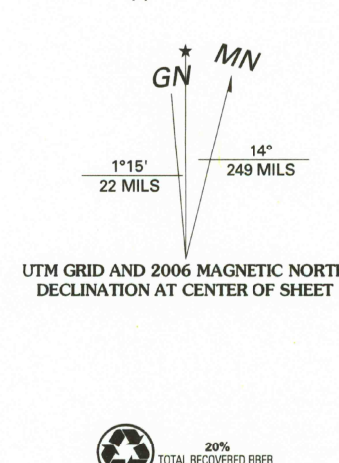 GN
MN
1°15'
22 MILS
14°
249 MILS
UTM GRID AND 2006 MAGNETIC NORTH
DECLINATION AT CENTER OF SHEET
20%
TOTAL RECOVERED FIBER